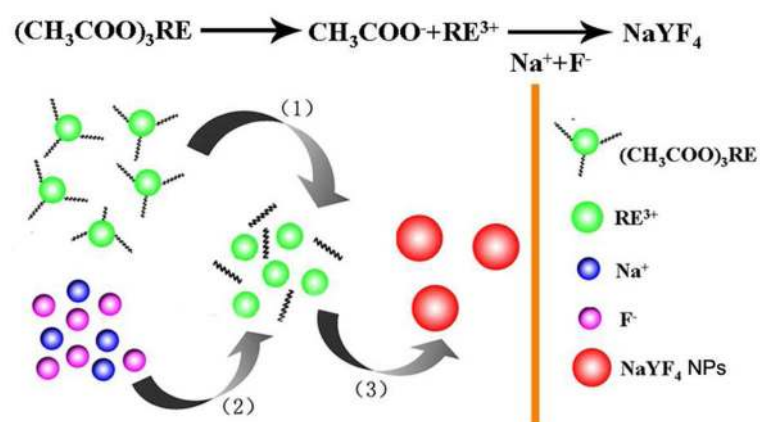 (CH₃COO)₃RE CH₃COO⁻+RE³⁺ NaYF₄
Na⁺+F⁻
(1)
(CH₃COO)₃RE
RE³⁺
Na⁺
F⁻
(2)
(3)
NaYF₄ NPs